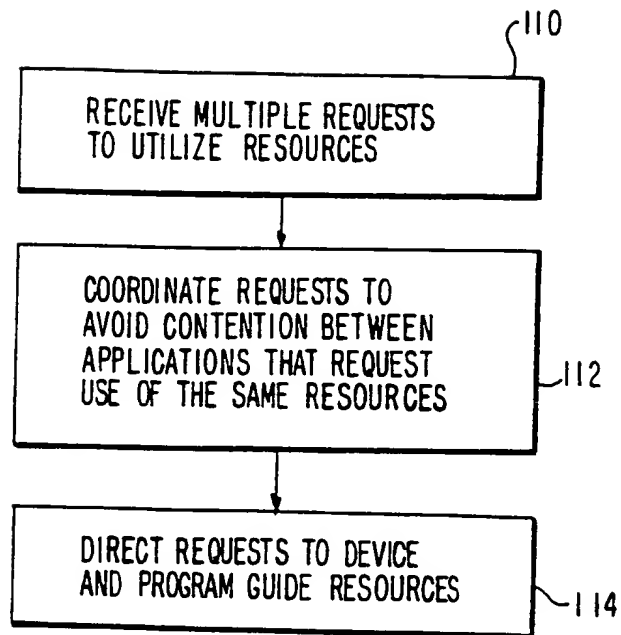 110
RECEIVE MULTIPLE REQUESTS
TO UTILIZE RESOURCES
COORDINATE REQUESTS TO
AVOID CONTENTION BETWEEN
APPLICATIONS THAT REQUEST
USE OF THE SAME RESOURCES
112
DIRECT REQUESTS TO DEVICE
AND PROGRAM GUIDE RESOURCES
114